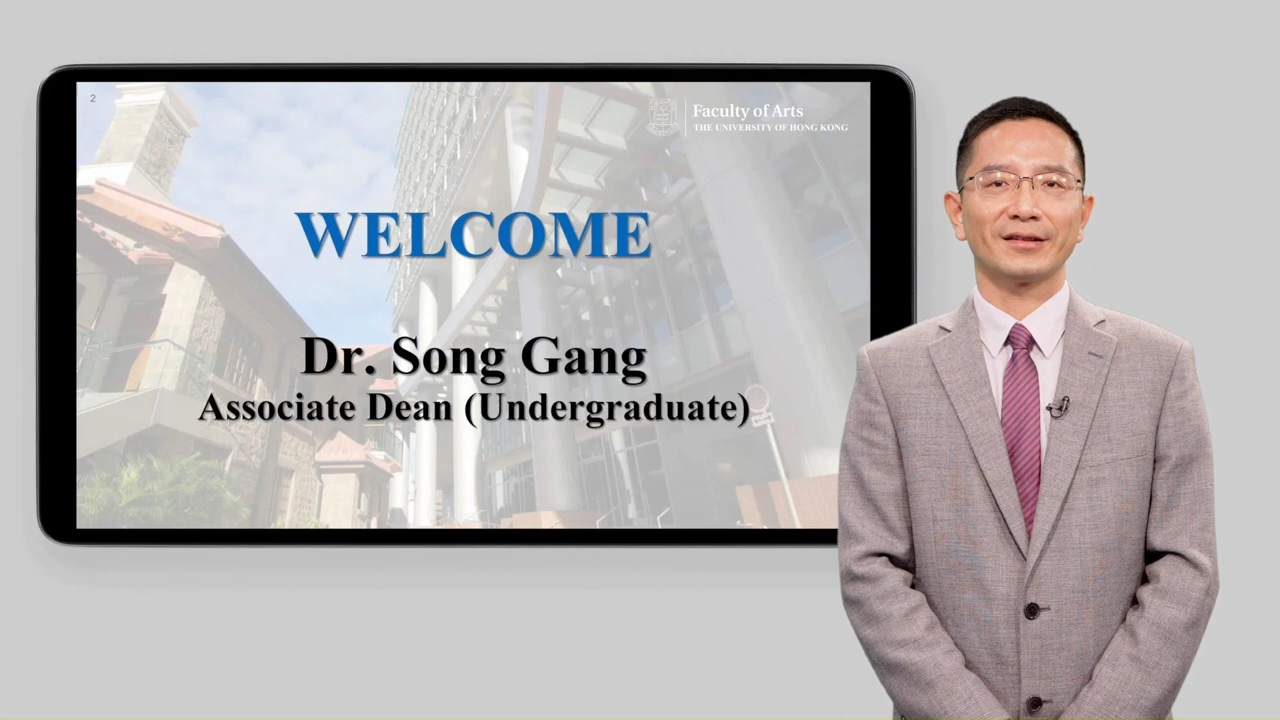 2
Faculty of Arts
THE UNIVERSITY OF HONG KONG
WELCOME
Dr. Song Gang
Associate Dean (Undergraduate)